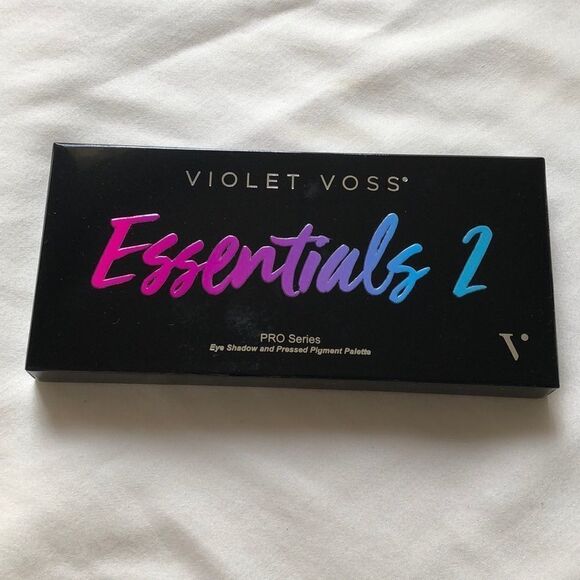 VIOLET VOSS®
Essentials 2
PRO Series
Eye Shadow and Pressed Pigment Palette
V